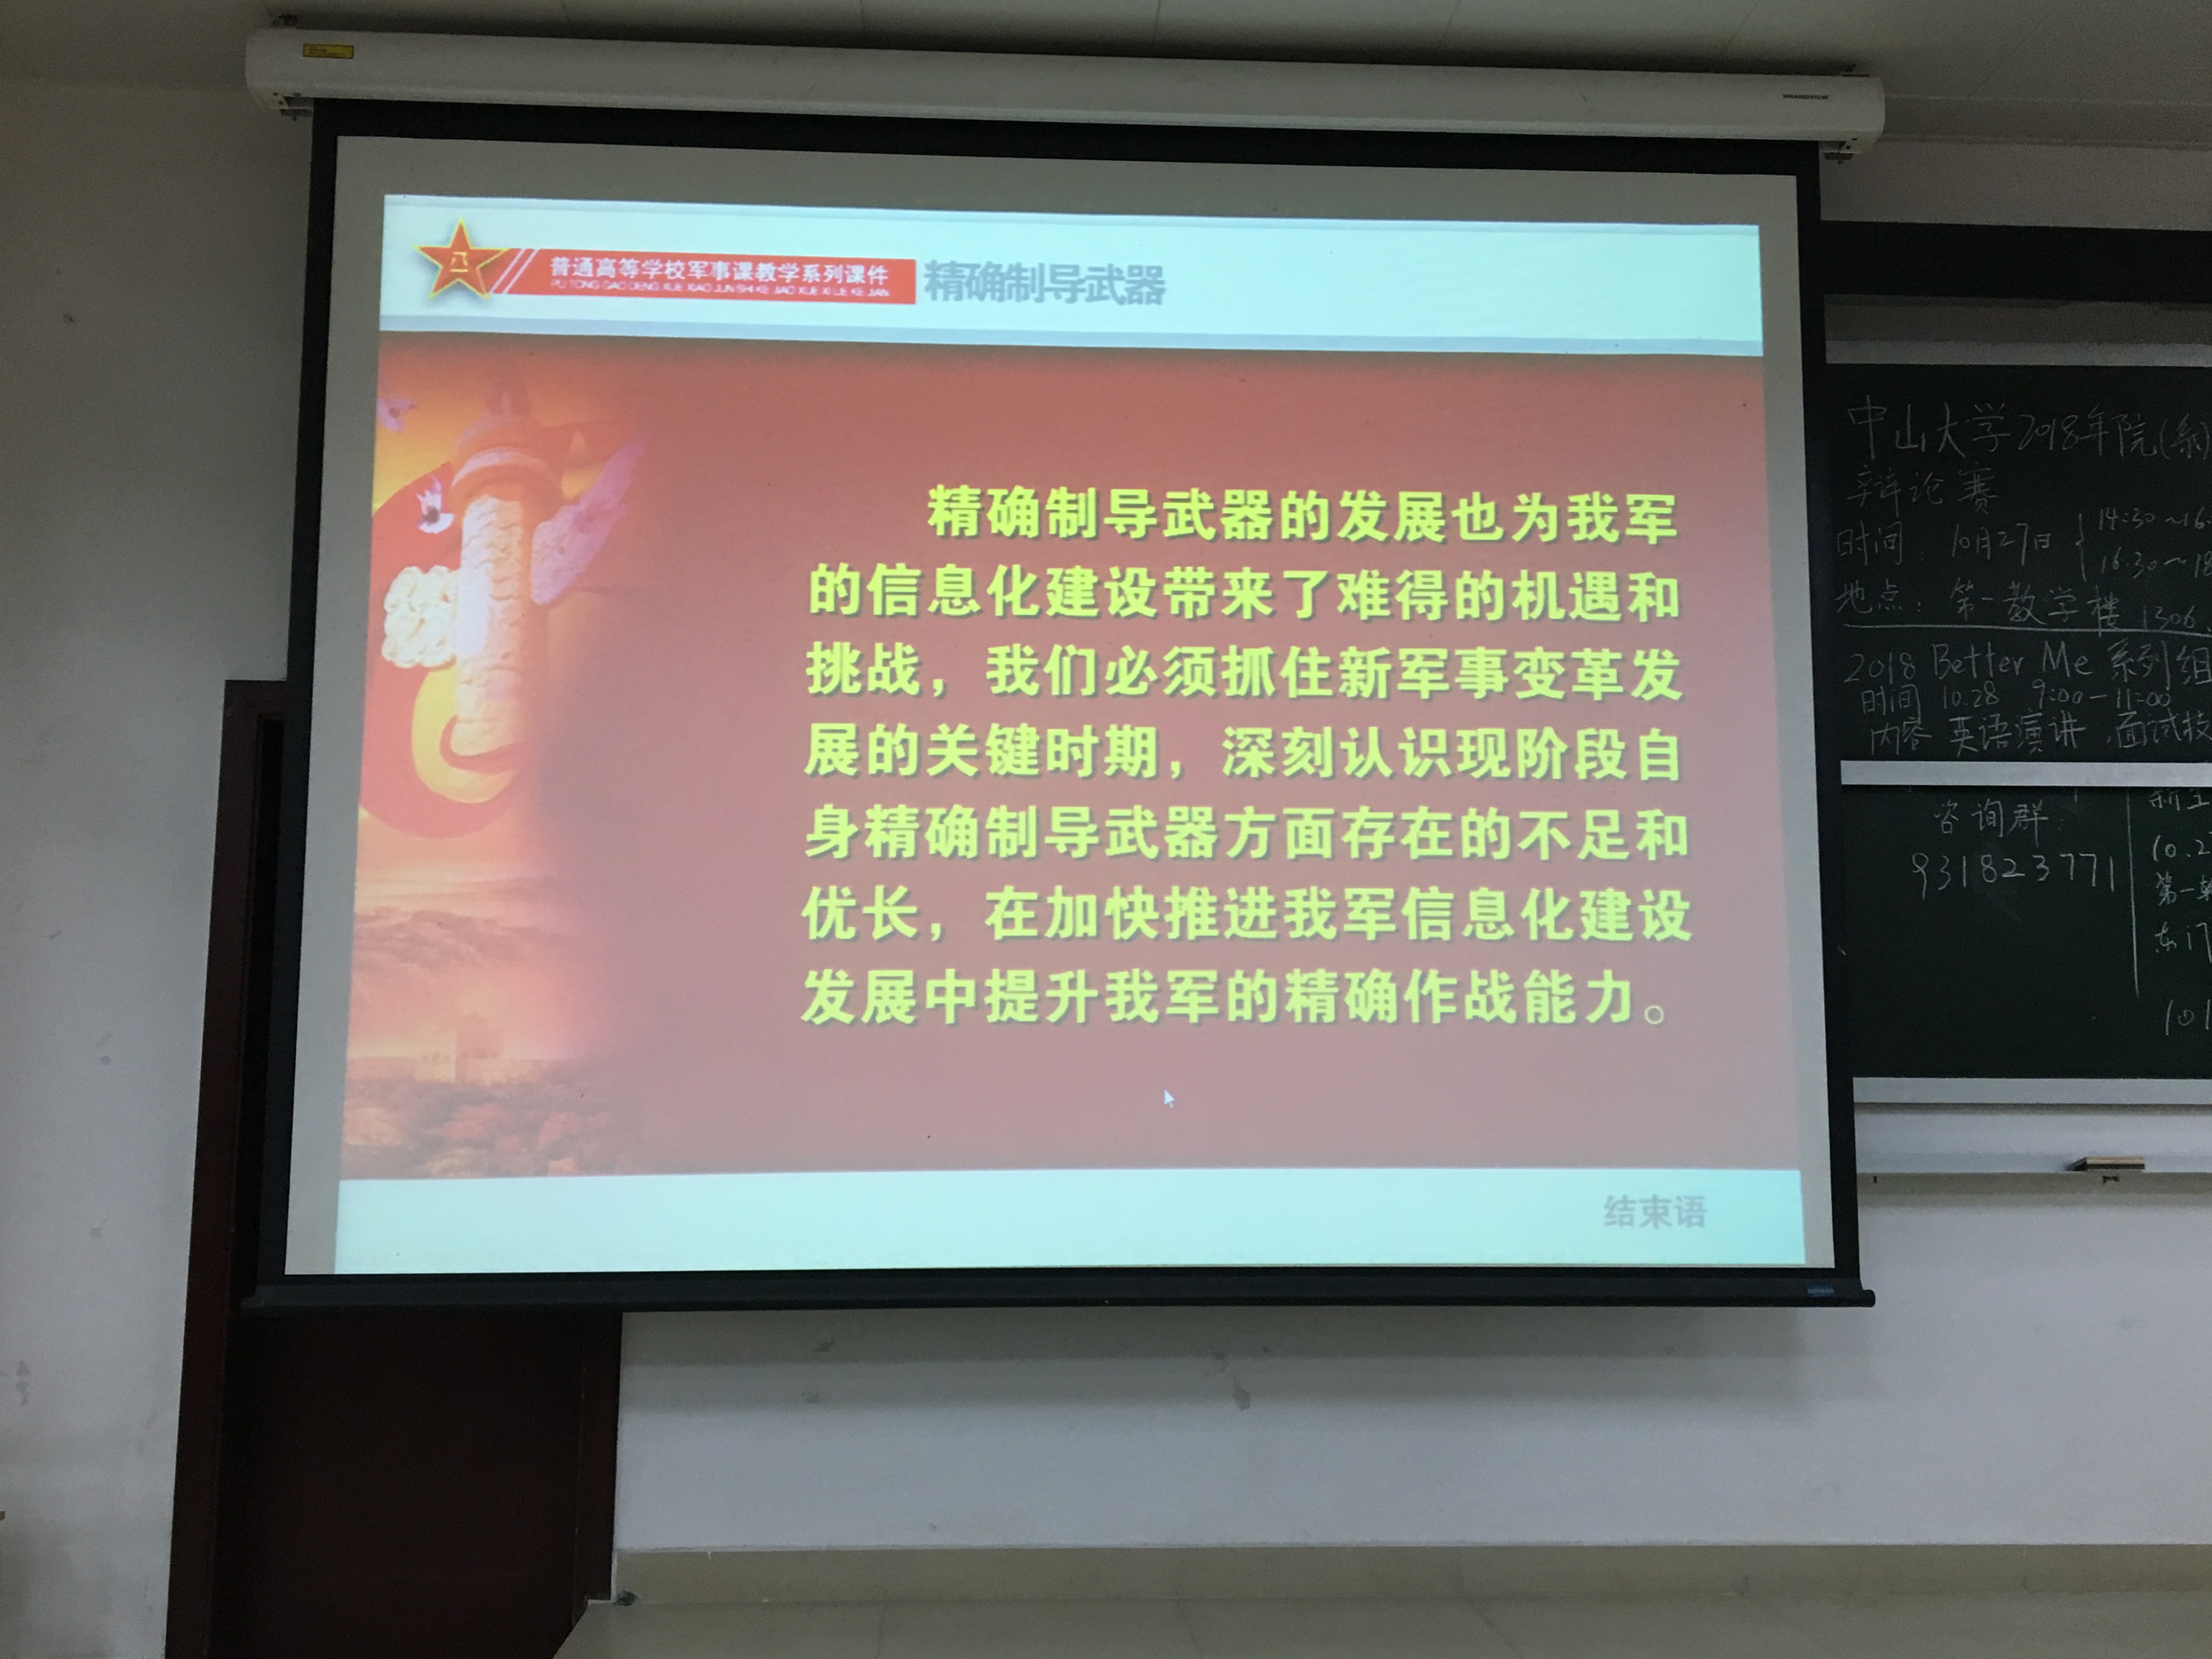 普通高等学校军事课教学系列课件
PU TONG GAO DENG XUE XIAO JUN SHI KE JIAO XUE XI LIE KE JIAN
精确制导武器
精确制导武器的发展也为我军
的信息化建设带来了难得的机遇和
挑战，我们必须抓住新军事变革发
展的关键时期，深刻认识现阶段自
身精确制导武器方面存在的不足和
优长，在加快推进我军信息化建设
发展中提升我军的精确作战能力。
结束语
中山大学2018年院(系
辩论赛
时间：10月27日 { 14:30~16:
16:30~18
地点：第一教学楼 1306
2018 Better Me 系列组
时间 10.28 9:00-11:00
内容 英语演讲 面试技
咨询群：
931823771
10.2
第一
东门
101